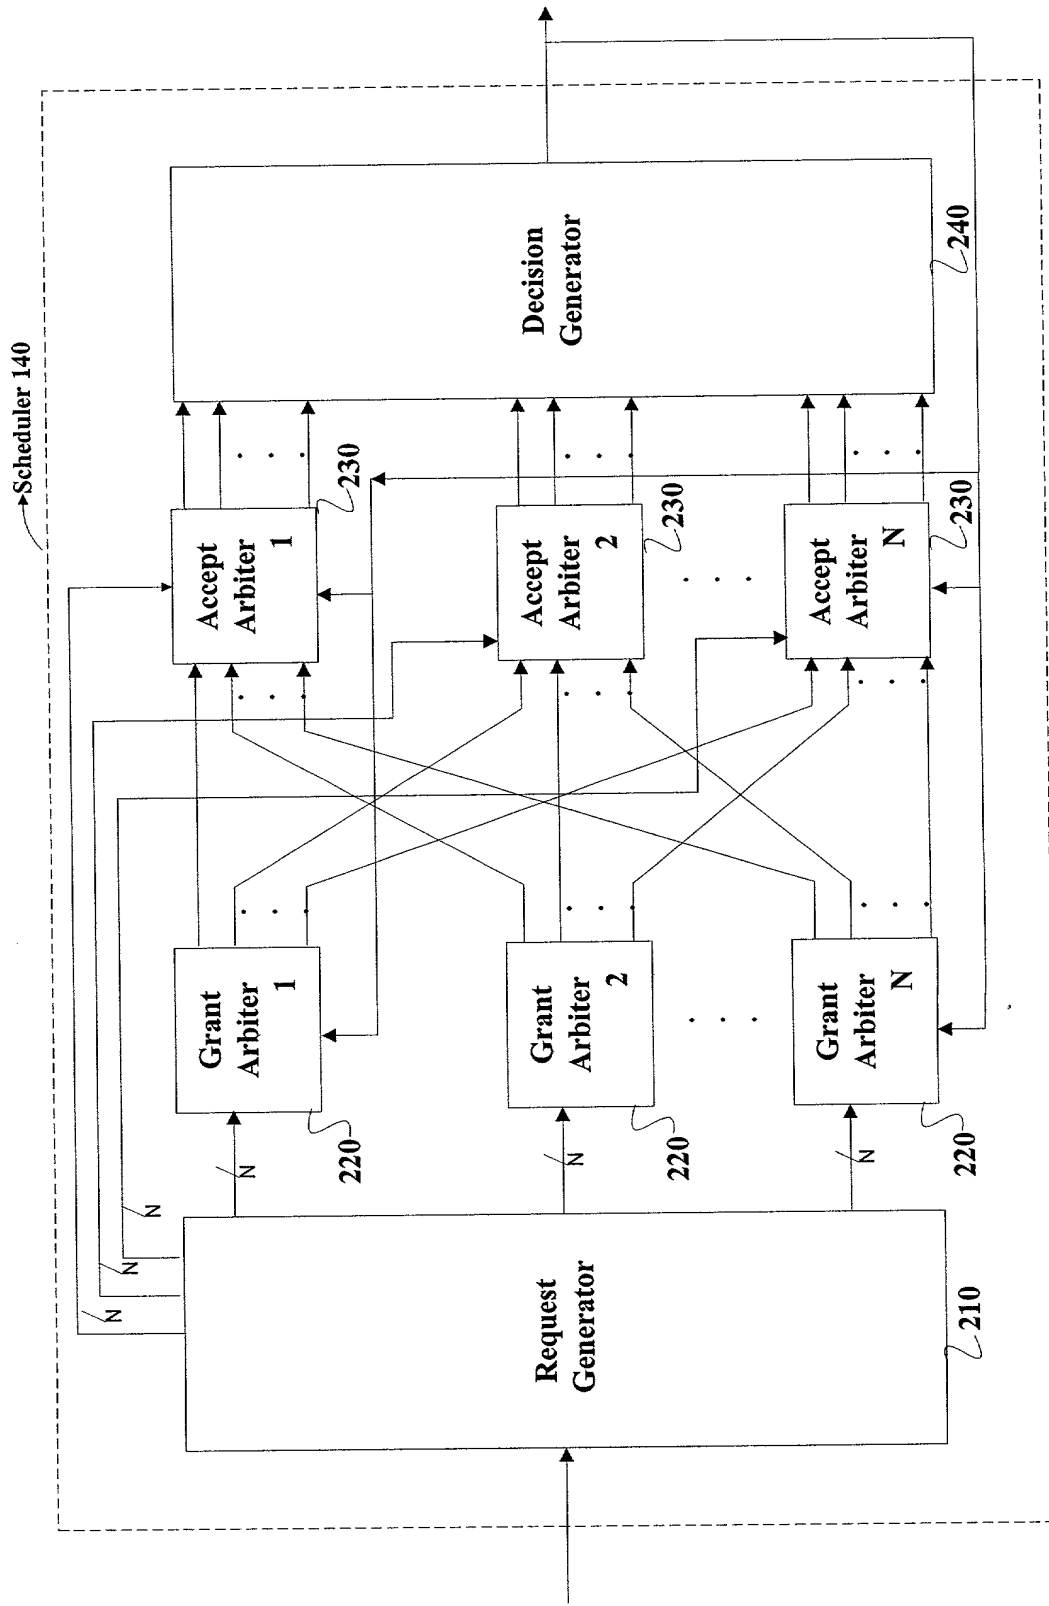 Scheduler 140
Request
Generator
210
N
N
N
N
N
N
Grant
Arbiter
1
220
Grant
Arbiter
2
220
. . .
Grant
Arbiter
N
220
. . .
. . .
. . .
Accept
Arbiter
1
230
Accept
Arbiter
2
230
. . .
Accept
Arbiter
N
230
. . .
. . .
. . .
. . .
. . .
. . .
Decision
Generator
240